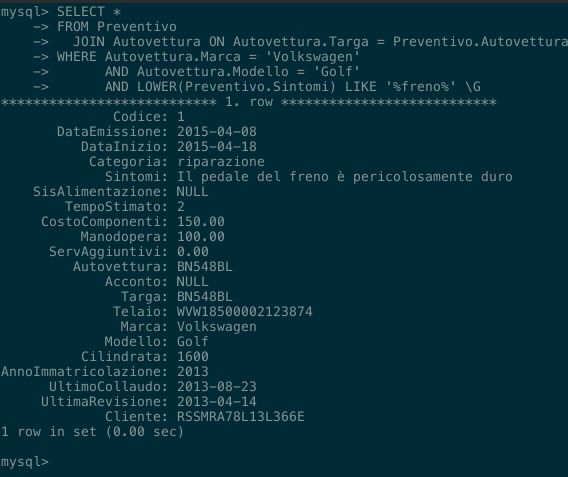 mysql> SELECT *
    -> FROM Preventivo
    ->   JOIN Autovettura ON Autovettura.Targa = Preventivo.Autovettura
    -> WHERE Autovettura.Marca = 'Volkswagen'
    ->       AND Autovettura.Modello = 'Golf'
    ->       AND LOWER(Preventivo.Sintomi) LIKE '%freno%' \G
*************************** 1. row ***************************
             Codice: 1
       DataEmissione: 2015-04-08
          DataInizio: 2015-04-18
           Categoria: riparazione
             Sintomi: Il pedale del freno è pericolosamente duro
    SisAlimentazione: NULL
        TempoStimato: 2
     CostoComponenti: 150.00
          Manodopera: 100.00
      ServAggiuntivi: 0.00
         Autovettura: BN548BL
             Acconto: NULL
               Targa: BN548BL
              Telaio: WVW18500002123874
               Marca: Volkswagen
             Modello: Golf
          Cilindrata: 1600
AnnoImmatricolazione: 2013
      UltimoCollaudo: 2013-08-23
     UltimaRevisione: 2013-04-14
             Cliente: RSSMRA78L13L366E
1 row in set (0.00 sec)

mysql>